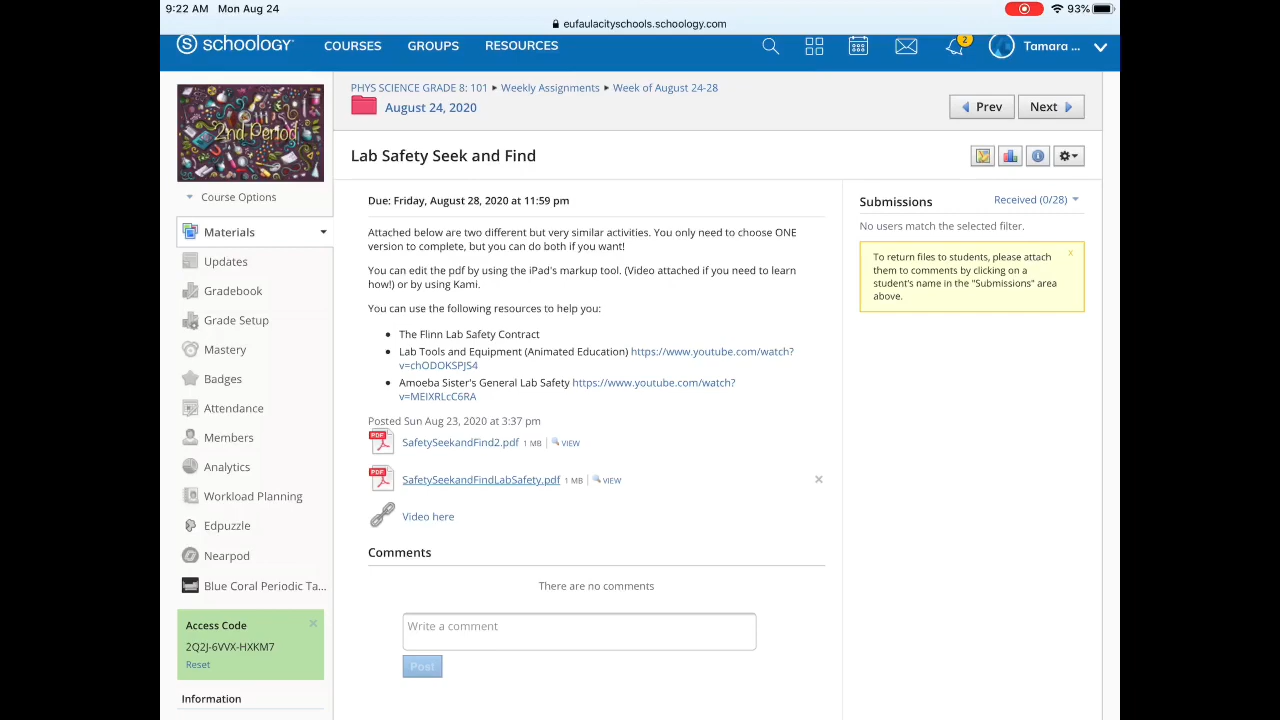 9:22 AM Mon Aug 24
93%
eufaulacityschools.schoology.com
S schoology
COURSES
GROUPS
RESOURCES
2
Tamara ...
2nd Period
Course Options
Materials
Updates
Gradebook
Grade Setup
Mastery
Badges
Attendance
Members
Analytics
Workload Planning
Edpuzzle
Nearpod
Blue Coral Periodic Ta...
Access Code
2Q2J-6VVX-HXKM7
Reset
Information
PHYS SCIENCE GRADE 8: 101 ▸ Weekly Assignments ▸ Week of August 24-28
August 24, 2020
Prev
Next
Lab Safety Seek and Find
Due: Friday, August 28, 2020 at 11:59 pm
Attached below are two different but very similar activities. You only need to choose ONE
version to complete, but you can do both if you want!
You can edit the pdf by using the iPad's markup tool. (Video attached if you need to learn
how!) or by using Kami.
You can use the following resources to help you:
• The Flinn Lab Safety Contract
• Lab Tools and Equipment (Animated Education) https://www.youtube.com/watch?
v=chODOKSPJS4
• Amoeba Sister's General Lab Safety https://www.youtube.com/watch?
v=MEIXRLcC6RA
Posted Sun Aug 23, 2020 at 3:37 pm
PDF SafetySeekandFind2.pdf 1 MB | VIEW
PDF SafetySeekandFindLabSafety.pdf 1 MB | VIEW
Video here
Comments
There are no comments
Write a comment
Post
Submissions
Received (0/28)
No users match the selected filter.
To return files to students, please attach
them to comments by clicking on a
student's name in the "Submissions" area
above.